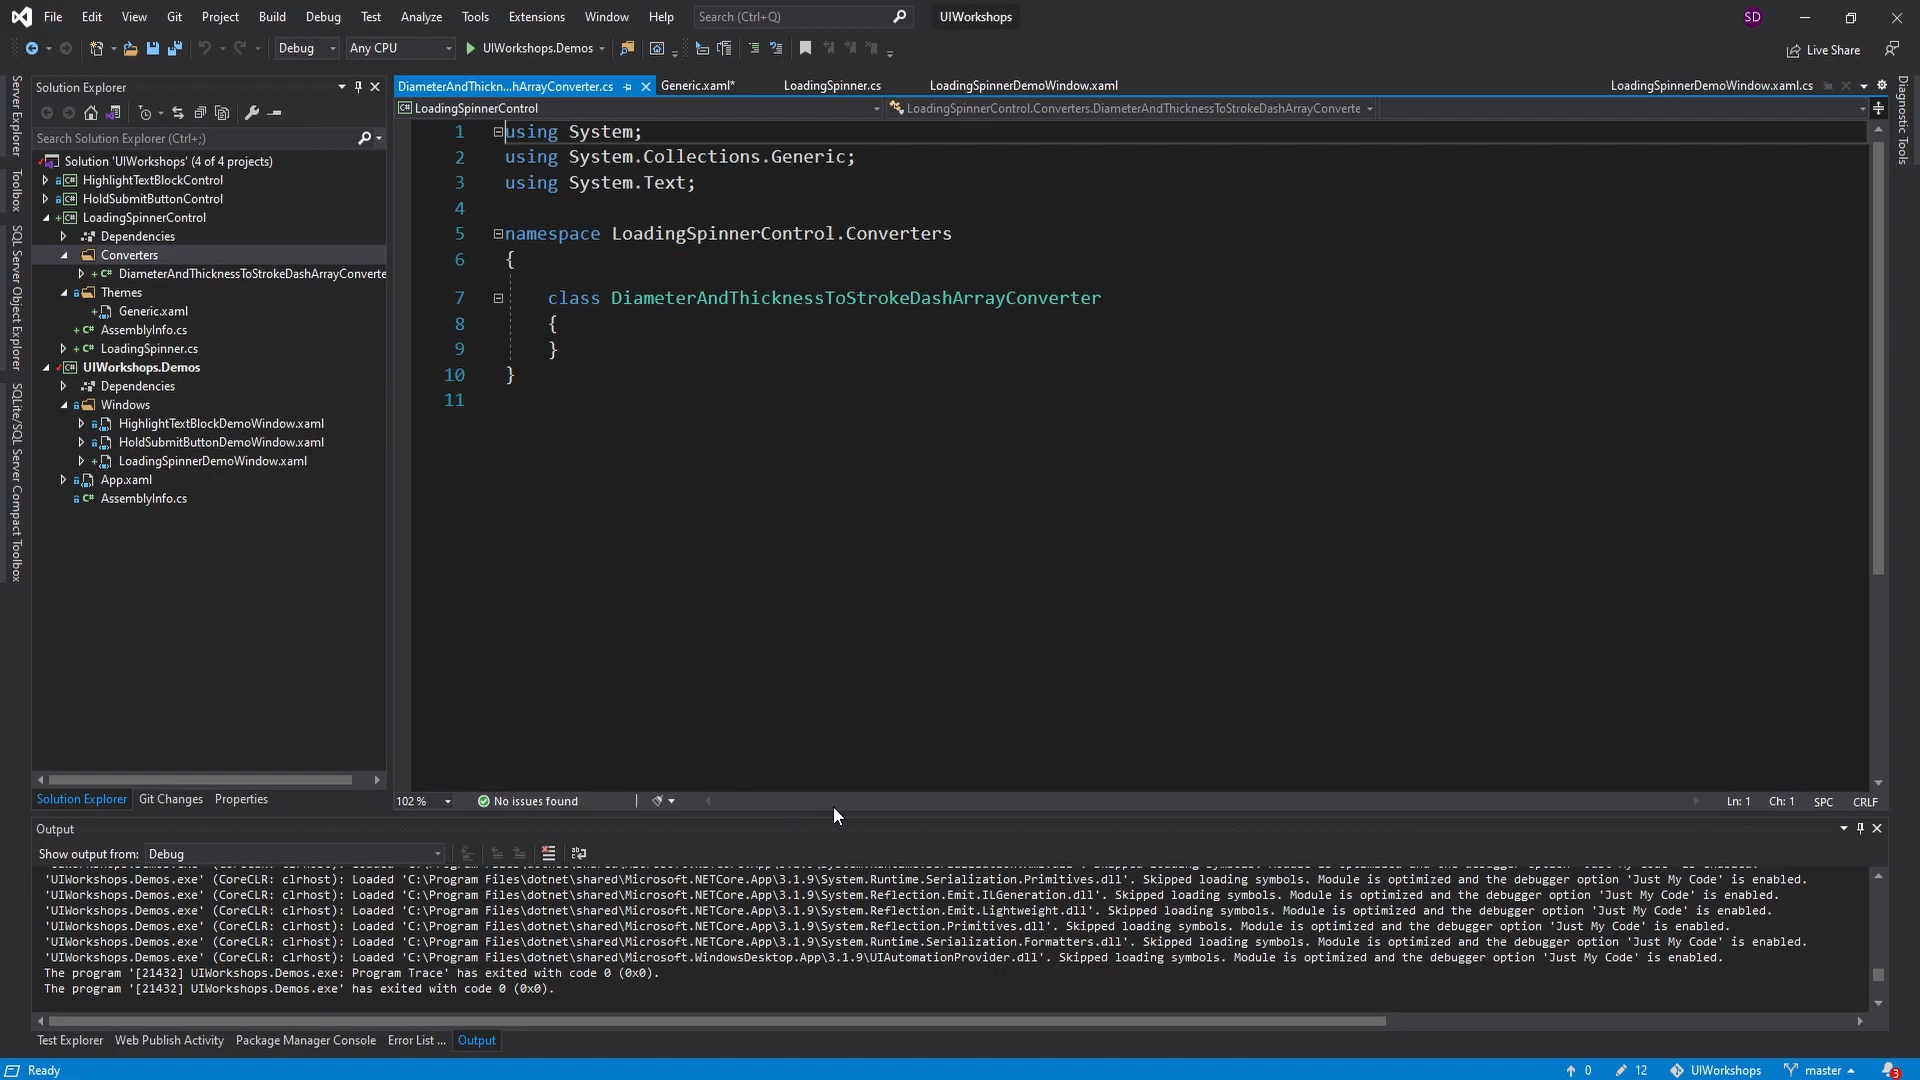 File Edit View Git Project Build Debug Test Analyze Tools Extensions Window Help Search (Ctrl+Q) UIWorkshops SD
Debug Any CPU UIWorkshops.Demos Live Share
Server Explorer
Toolbox
SQL Server Object Explorer
SQLite/SQL Server Compact Toolbox
Solution Explorer
Search Solution Explorer (Ctrl+;)
Solution 'UIWorkshops' (4 of 4 projects)
HighlightTextBlockControl
HoldSubmitButtonControl
LoadingSpinnerControl
Dependencies
Converters
DiameterAndThicknessToStrokeDashArrayConverte
Themes
Generic.xaml
AssemblyInfo.cs
LoadingSpinner.cs
UIWorkshops.Demos
Dependencies
Windows
HighlightTextBlockDemoWindow.xaml
HoldSubmitButtonDemoWindow.xaml
LoadingSpinnerDemoWindow.xaml
App.xaml
AssemblyInfo.cs
Solution Explorer Git Changes Properties
DiameterAndThickn...hArrayConverter.cs Generic.xaml* LoadingSpinner.cs LoadingSpinnerDemoWindow.xaml LoadingSpinnerDemoWindow.xaml.cs
LoadingSpinnerControl LoadingSpinnerControl.Converters.DiameterAndThicknessToStrokeDashArrayConverte
Diagnostic Tools
1 using System;
2 using System.Collections.Generic;
3 using System.Text;
4
5 namespace LoadingSpinnerControl.Converters
6 {
7 class DiameterAndThicknessToStrokeDashArrayConverter
8 {
9 }
10 }
11
102 % No issues found Ln: 1 Ch: 1 SPC CRLF
Output
Show output from: Debug
'UIWorkshops.Demos.exe' (CoreCLR: clrhost): Loaded 'C:\Program Files\dotnet\shared\Microsoft.NETCore.App\3.1.9\System.Runtime.Serialization.Primitives.dll'. Skipped loading symbols. Module is optimized and the debugger option 'Just My Code' is enabled.
'UIWorkshops.Demos.exe' (CoreCLR: clrhost): Loaded 'C:\Program Files\dotnet\shared\Microsoft.NETCore.App\3.1.9\System.Reflection.Emit.ILGeneration.dll'. Skipped loading symbols. Module is optimized and the debugger option 'Just My Code' is enabled.
'UIWorkshops.Demos.exe' (CoreCLR: clrhost): Loaded 'C:\Program Files\dotnet\shared\Microsoft.NETCore.App\3.1.9\System.Reflection.Emit.Lightweight.dll'. Skipped loading symbols. Module is optimized and the debugger option 'Just My Code' is enabled.
'UIWorkshops.Demos.exe' (CoreCLR: clrhost): Loaded 'C:\Program Files\dotnet\shared\Microsoft.NETCore.App\3.1.9\System.Reflection.Primitives.dll'. Skipped loading symbols. Module is optimized and the debugger option 'Just My Code' is enabled.
'UIWorkshops.Demos.exe' (CoreCLR: clrhost): Loaded 'C:\Program Files\dotnet\shared\Microsoft.NETCore.App\3.1.9\System.Runtime.Serialization.Formatters.dll'. Skipped loading symbols. Module is optimized and the debugger option 'Just My Code' is enabled.
'UIWorkshops.Demos.exe' (CoreCLR: clrhost): Loaded 'C:\Program Files\dotnet\shared\Microsoft.WindowsDesktop.App\3.1.9\UIAutomationProvider.dll'. Skipped loading symbols. Module is optimized and the debugger option 'Just My Code' is enabled.
The program '[21432] UIWorkshops.Demos.exe: Program Trace' has exited with code 0 (0x0).
The program '[21432] UIWorkshops.Demos.exe' has exited with code 0 (0x0).
Test Explorer Web Publish Activity Package Manager Console Error List ... Output
Ready 0 12 UIWorkshops master 3